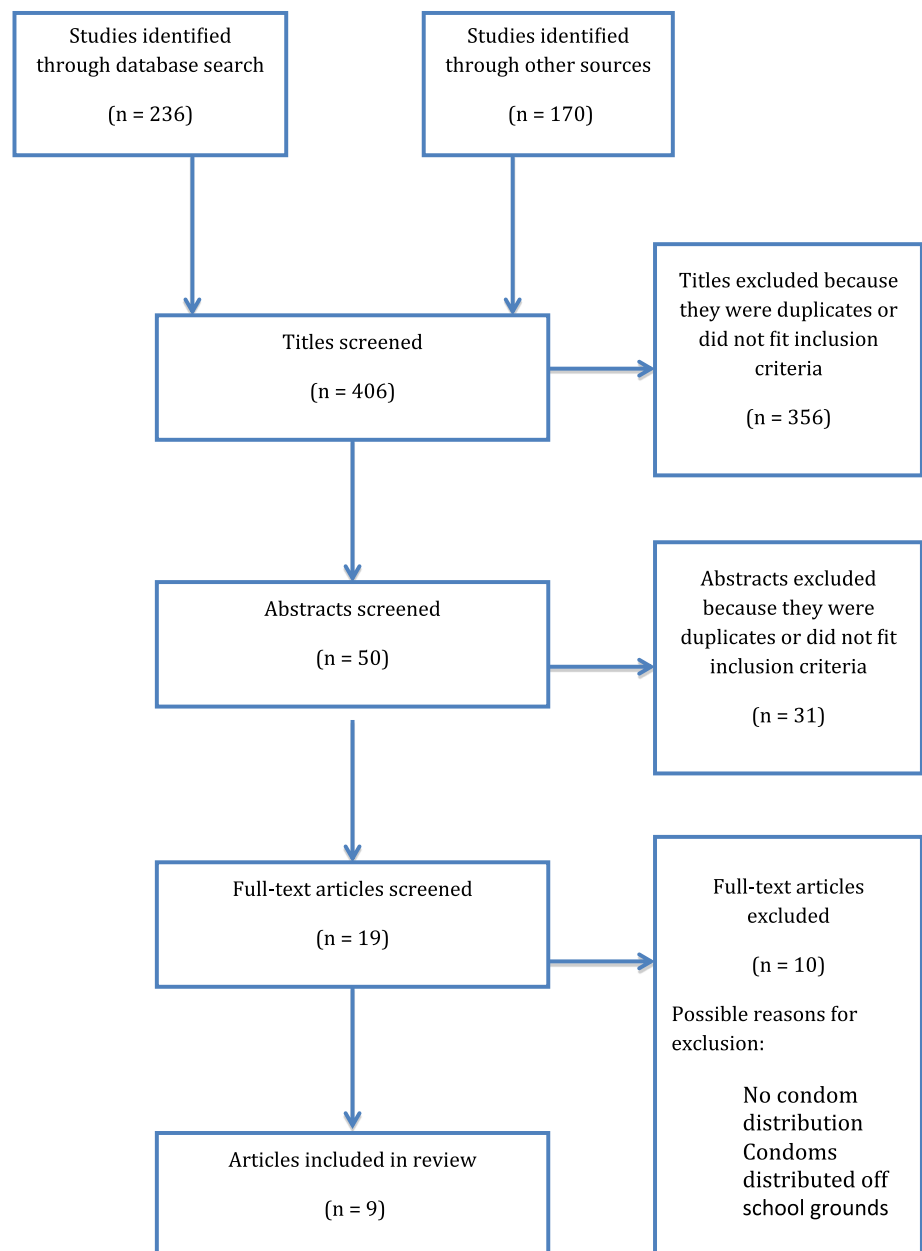 Studies identified
through database search
(n = 236)
Studies identified
through other sources
(n = 170)
Titles screened
(n = 406)
Titles excluded because
they were duplicates or
did not fit inclusion
criteria
(n = 356)
Abstracts screened
(n = 50)
Abstracts excluded
because they were
duplicates or did not fit
inclusion criteria
(n = 31)
Full-text articles screened
(n = 19)
Full-text articles
excluded
(n = 10)
Possible reasons for
exclusion:
No condom
distribution
Condoms
distributed off
school grounds
Articles included in review
(n = 9)